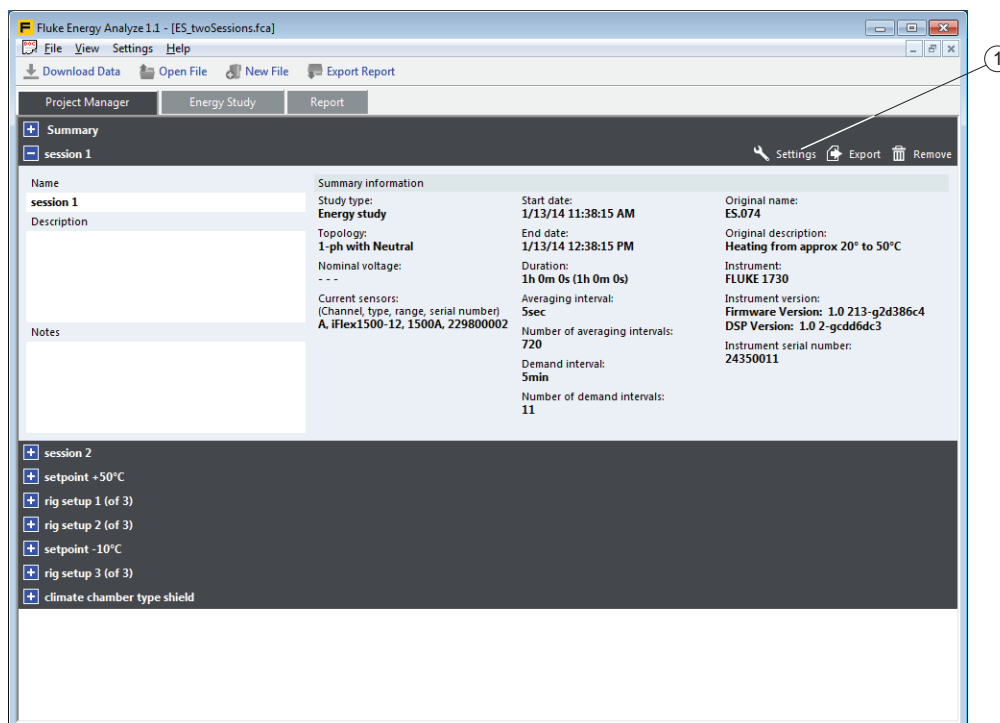 Fluke Energy Analyze 1.1 - [ES_twoSessions.fca]
File View Settings Help
Download Data Open File New File Export Report
1
Project Manager Energy Study Report
Summary
session 1 Settings Export Remove
Name
session 1
Description
Notes
Summary information
Study type:
Energy study
Topology:
1-ph with Neutral
Nominal voltage:
- - -
Current sensors:
(Channel, type, range, serial number)
A, iFlex1500-12, 1500A, 229800002
Start date:
1/13/14 11:38:15 AM
End date:
1/13/14 12:38:15 PM
Duration:
1h 0m 0s (1h 0m 0s)
Averaging interval:
5sec
Number of averaging intervals:
720
Demand interval:
5min
Number of demand intervals:
11
Original name:
ES.074
Original description:
Heating from approx 20° to 50°C
Instrument:
FLUKE 1730
Instrument version:
Firmware Version: 1.0 213-g2d386c4
DSP Version: 1.0 2-gcdd6dc3
Instrument serial number:
24350011
session 2
setpoint +50°C
rig setup 1 (of 3)
rig setup 2 (of 3)
setpoint -10°C
rig setup 3 (of 3)
climate chamber type shield